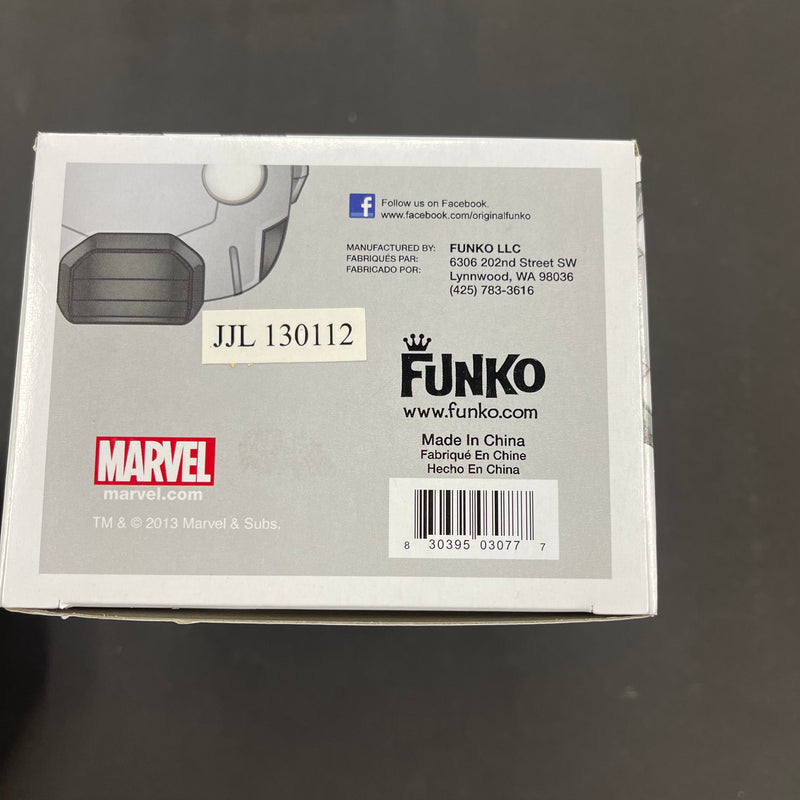 Follow us on Facebook.
www.facebook.com/originalfunko
MANUFACTURED BY: FUNKO LLC
FABRIQUÉS PAR: 6306 202nd Street SW
FABRICADO POR: Lynnwood, WA 98036
(425) 783-3616
JJL 130112
FUNKO
www.funko.com
Made In China
Fabriqué En Chine
Hecho En China
MARVEL
marvel.com
TM & © 2013 Marvel & Subs.
8 30395 03077 7